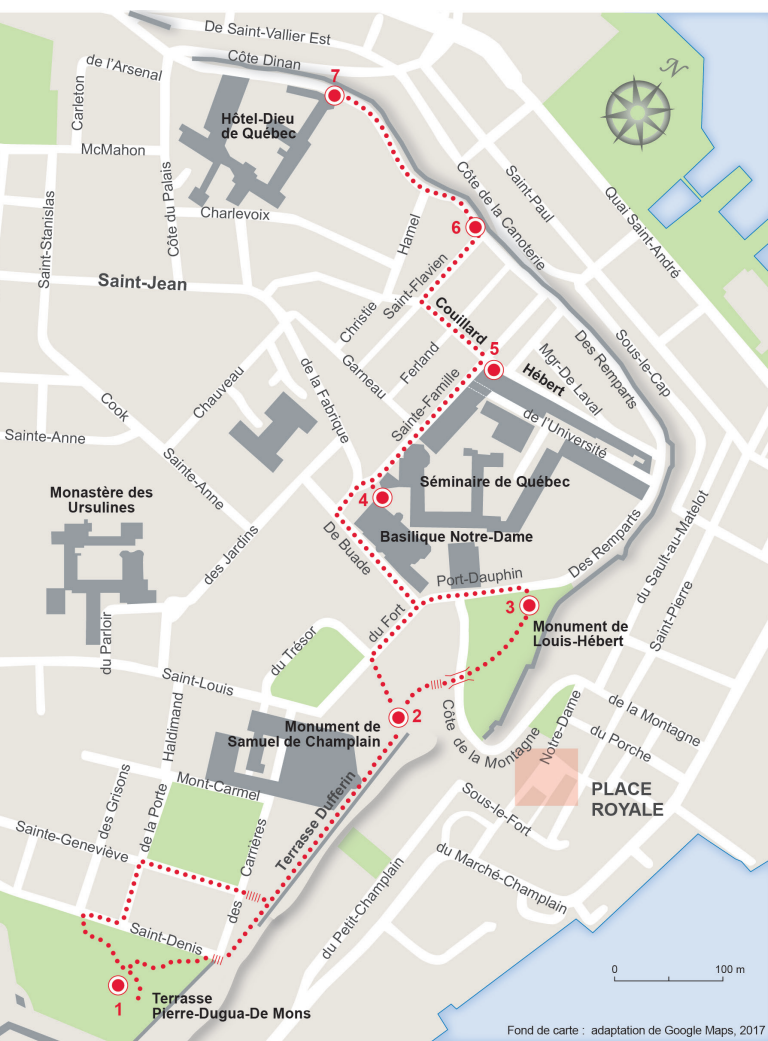 De Saint-Vallier Est
Côte Dinan
N
de l'Arsenal
7
Carleton
Hôtel-Dieu
de Québec
McMahon
Côte du Palais
Saint-Stanislas
Charlevoix
Côte de la Canoterie
Saint-Paul
Quai Saint-André
Hamel
6
Saint-Jean
Saint-Flavien
Christie
Couillard
5
Garneau
Ferland
Hébert
Mgr-De Laval
Des Remparts
Sous-le-Cap
Chauveau
de la Fabrique
Sainte-Famille
de l'Université
Cook
Sainte-Anne
Sainte-Anne
Séminaire de Québec
4
Monastère des
Ursulines
Basilique Notre-Dame
De Buade
des Jardins
Port-Dauphin
Des Remparts
du Sault-au-Matelot
Saint-Pierre
3
Monument de
Louis-Hébert
du Fort
du Trésor
du Parloir
Saint-Louis
Haldimand
2
Monument de
Samuel de Champlain
Côte de la Montagne
Notre-Dame
de la Montagne
du Porche
PLACE
ROYALE
Mont-Carmel
des Grisons
de la Porte
Terrasse Dufferin
Sous-le-Fort
Sainte-Geneviève
des Carrières
du Petit-Champlain
du Marché-Champlain
Saint-Denis
1
Terrasse
Pierre-Dugua-De Mons
0
100 m
Fond de carte : adaptation de Google Maps, 2017